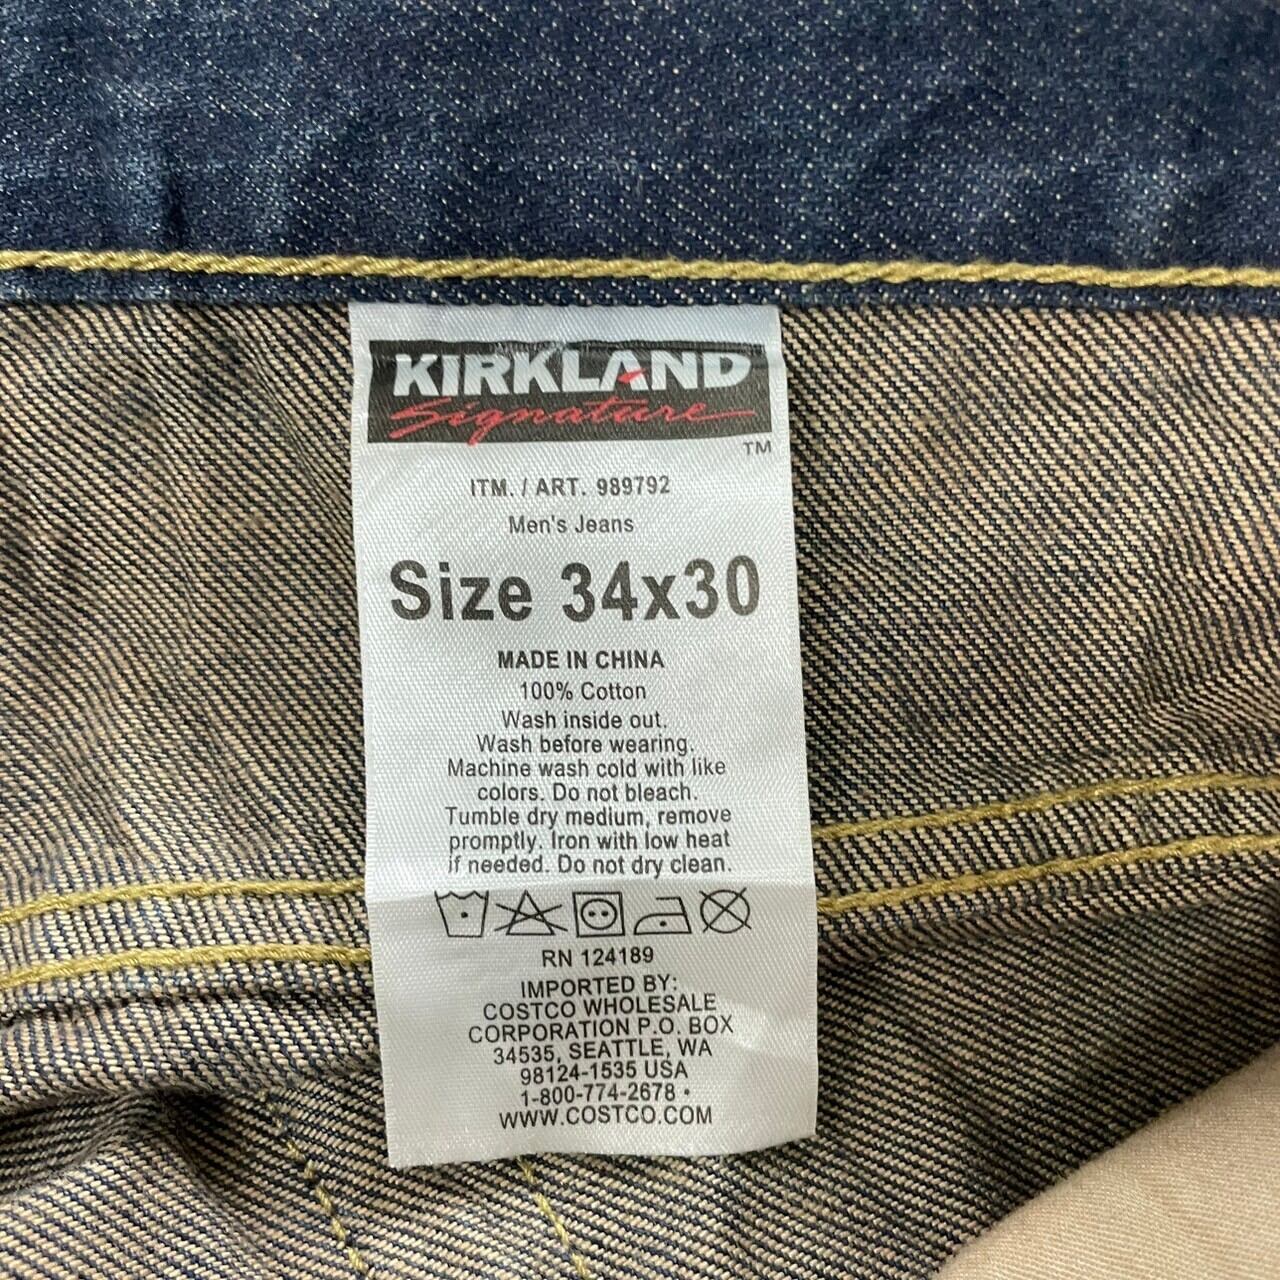 KIRKLAND
Signature
TM
ITM. / ART. 989792
Men's Jeans
Size 34x30
MADE IN CHINA
100% Cotton
Wash inside out.
Wash before wearing.
Machine wash cold with like
colors. Do not bleach.
Tumble dry medium, remove
promptly. Iron with low heat
if needed. Do not dry clean.
RN 124189
IMPORTED BY:
COSTCO WHOLESALE
CORPORATION P.O. BOX
34535, SEATTLE, WA
98124-1535 USA
1-800-774-2678 •
WWW.COSTCO.COM